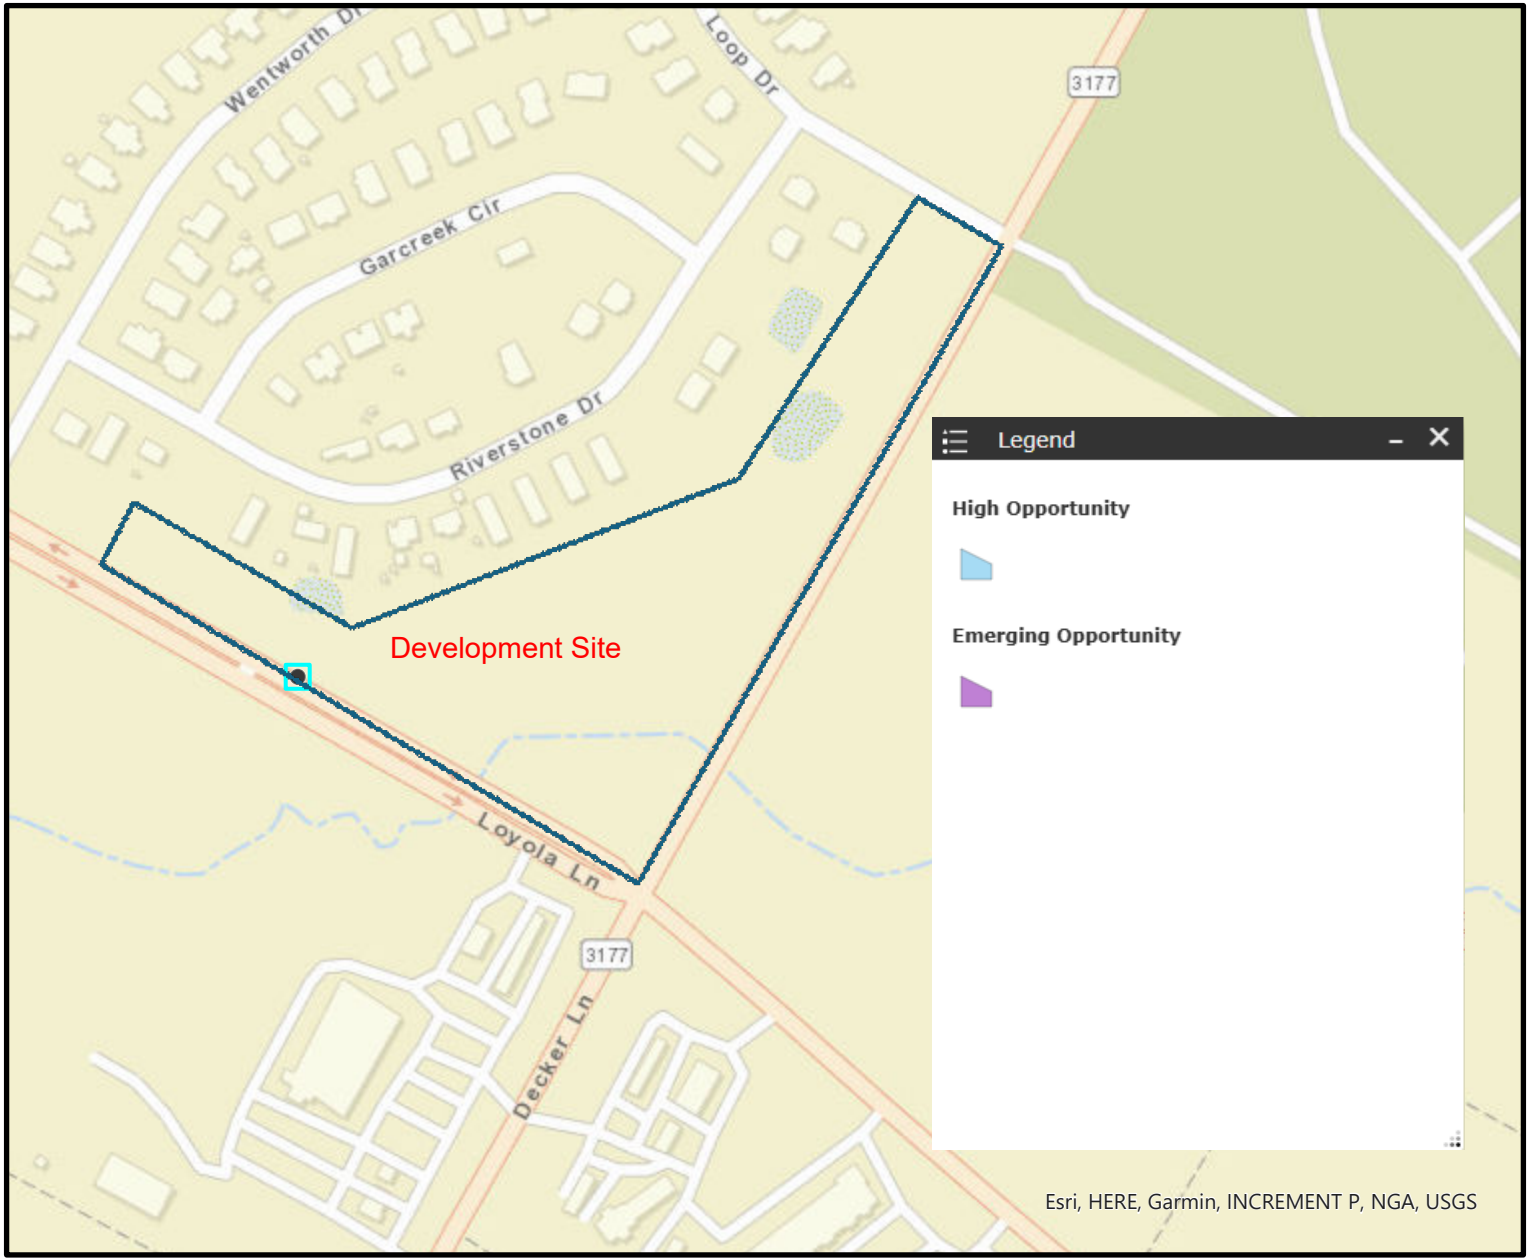 Wentworth Dr
Loop Dr
3177
Garcreek Cir
Riverstone Dr
Legend
High Opportunity
Emerging Opportunity
Development Site
Loyola Ln
3177
Decker Ln
Esri, HERE, Garmin, INCREMENT P, NGA, USGS